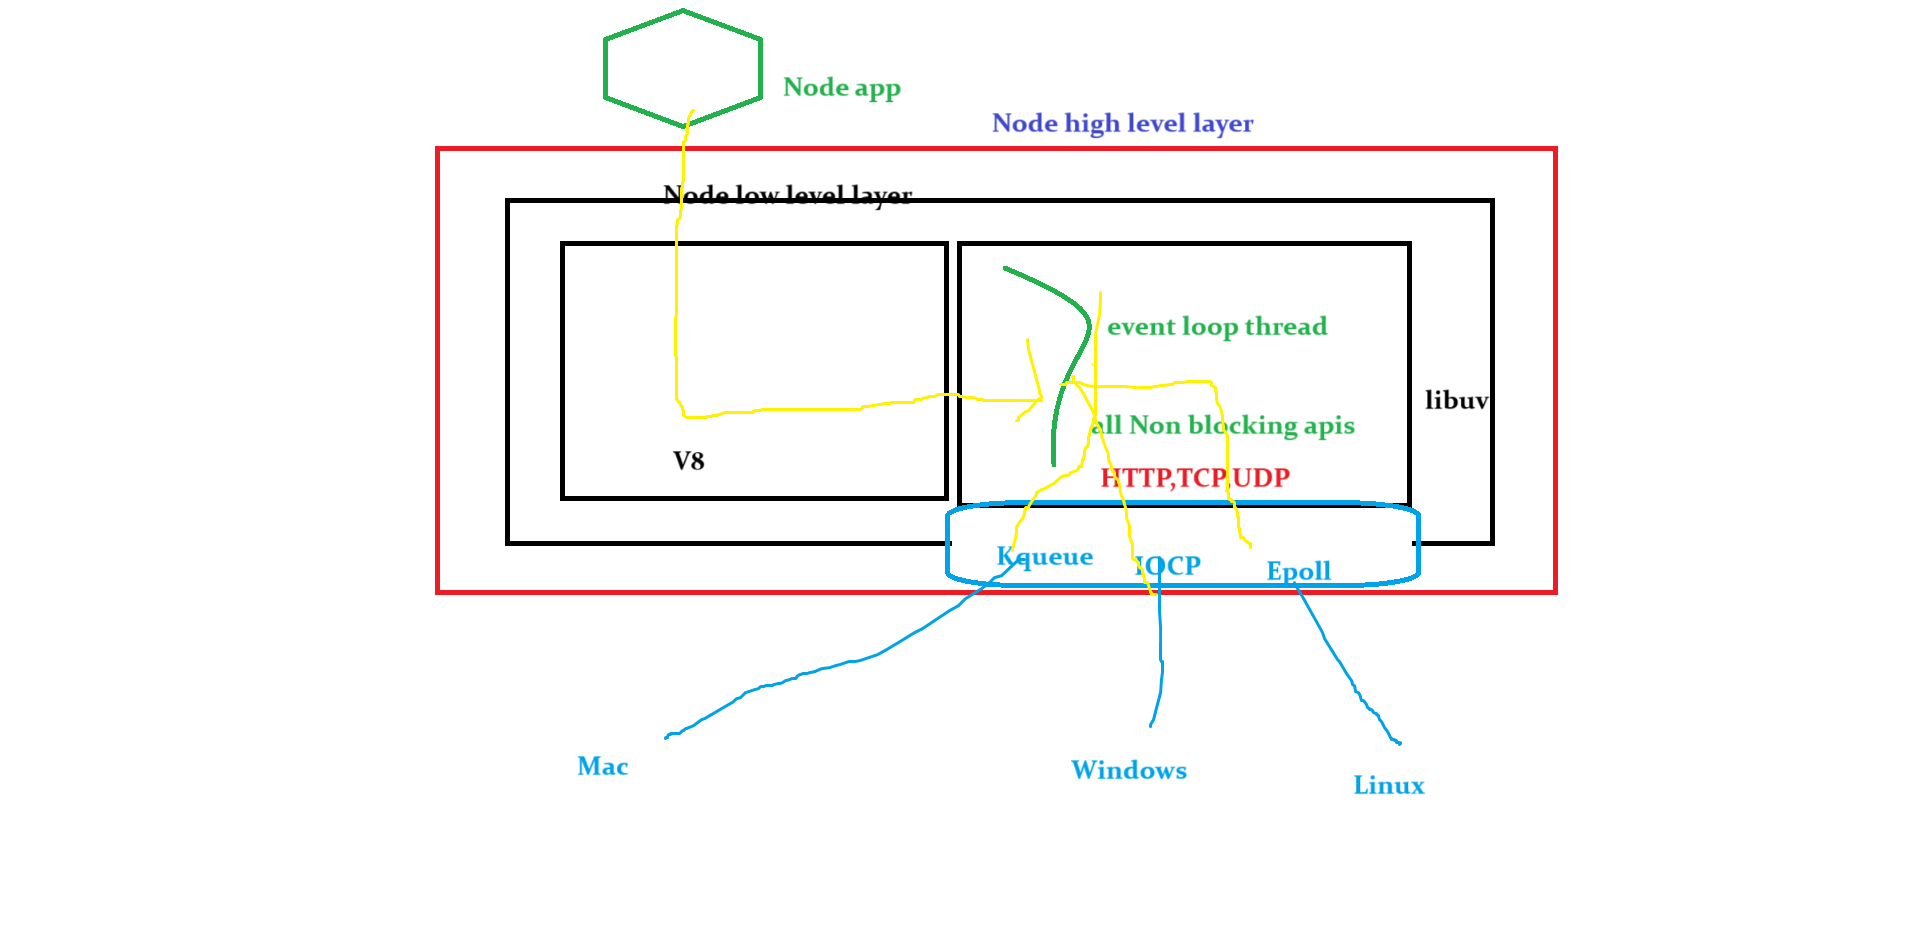 Node app
Node high level layer
Node low level layer
event loop thread
libuv
all Non blocking apis
V8
HTTP,TCP,UDP
Kqueue
IOCP
Epoll
Mac
Windows
Linux